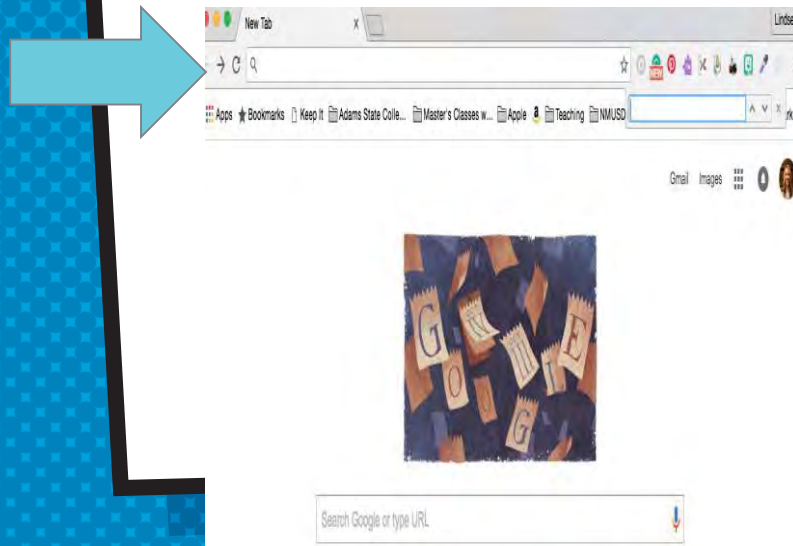 New Tab
Lindse
Apps Bookmarks Keep It Adams State Colle... Master's Classes w... Apple a Teaching NMUSD
NEW
Gmail Images
G O O G L E
Search Google or type URL